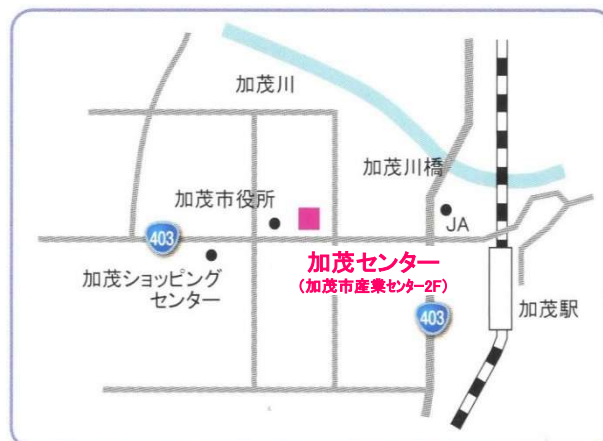 加茂川
加茂川橋
加茂市役所
JA
403
加茂センター
(加茂市産業センター2F)
加茂ショッピング
センター
403
加茂駅